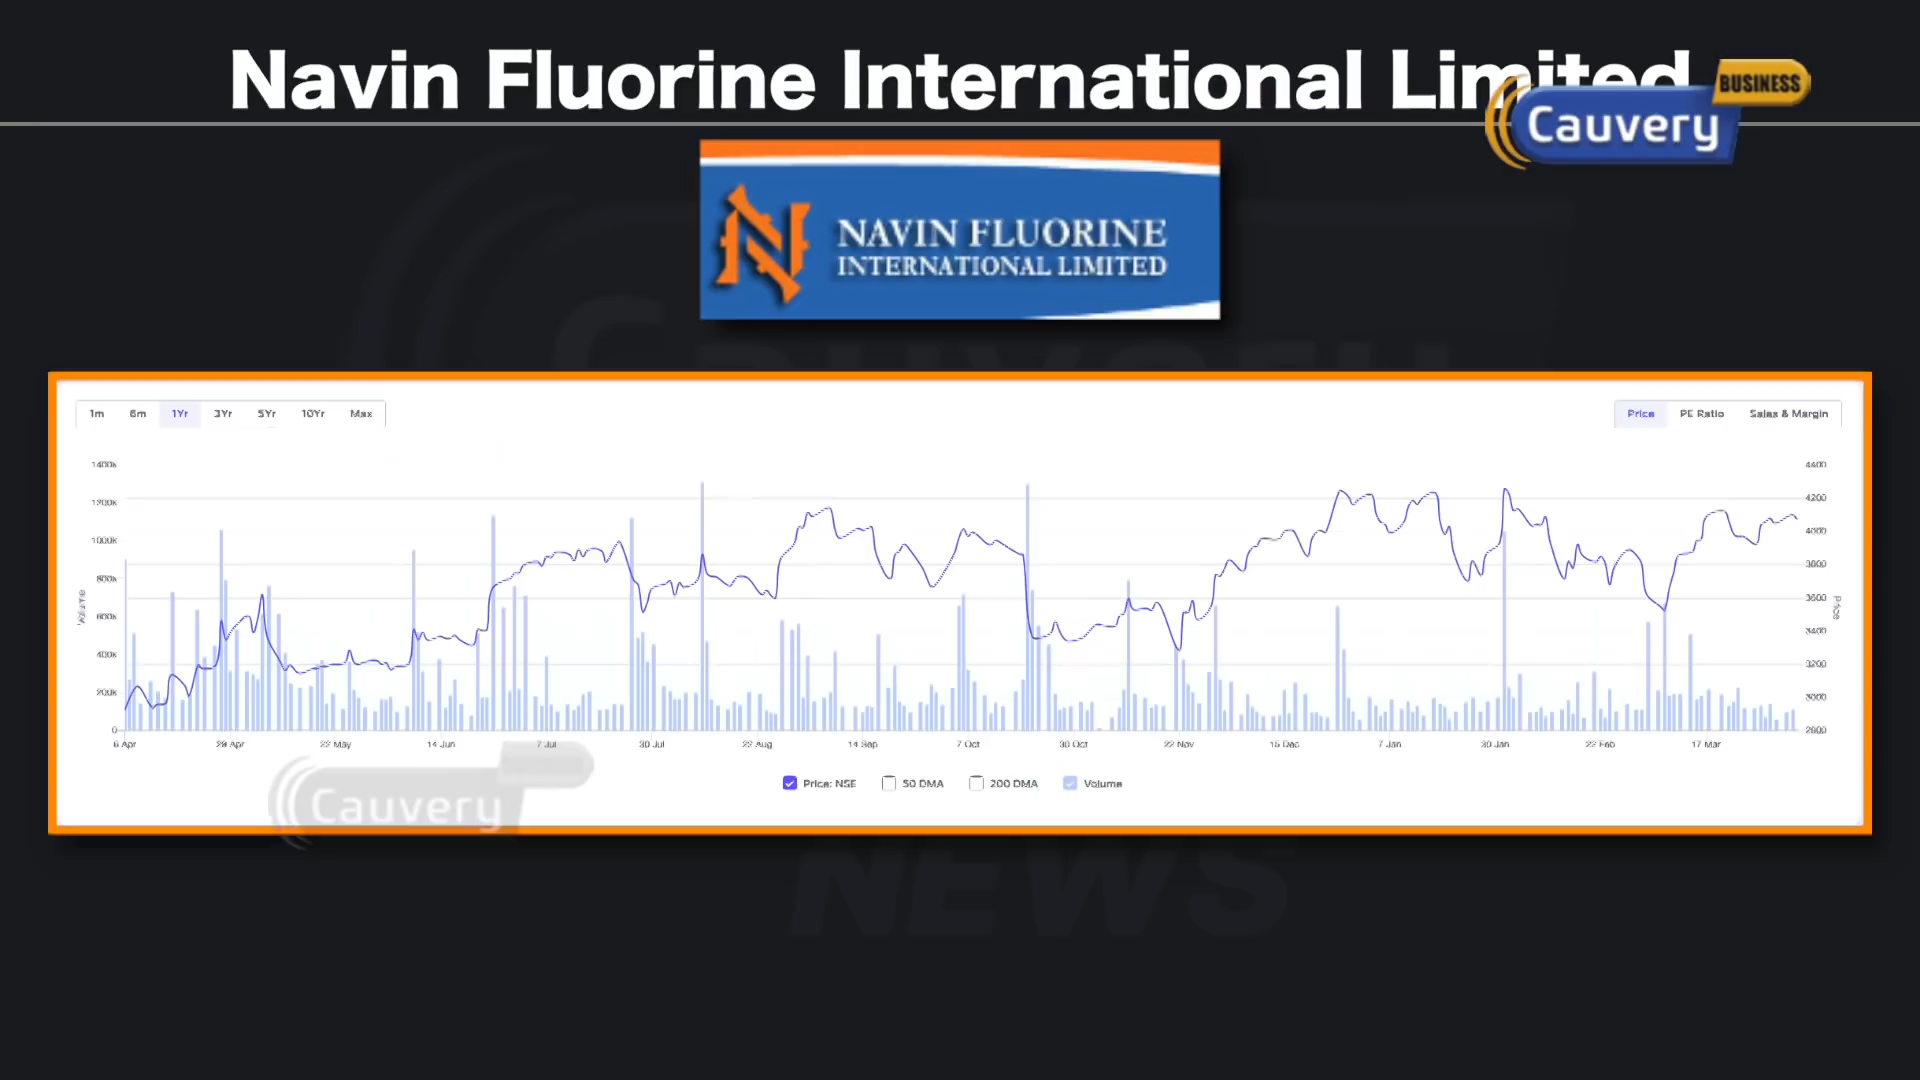 Navin Fluorine International Limited
BUSINESS
Cauvery
NAVIN FLUORINE
INTERNATIONAL LIMITED
1m 6m 1Yr 3Yr 5Yr 10Yr Max
Price PE Ratio Sales & Margin
1400k
1200k
1000k
800k
600k
400k
200k
0
Volume
4400
4200
4000
3800
3600
3400
3200
3000
2800
Price
6 Apr 29 Apr 22 May 14 Jun 7 Jul 30 Jul 22 Aug 14 Sep 7 Oct 30 Oct 22 Nov 15 Dec 7 Jan 30 Jan 22 Feb 17 Mar
Price: NSE 50 DMA 200 DMA Volume
Cauvery
Cauvery
NEWS